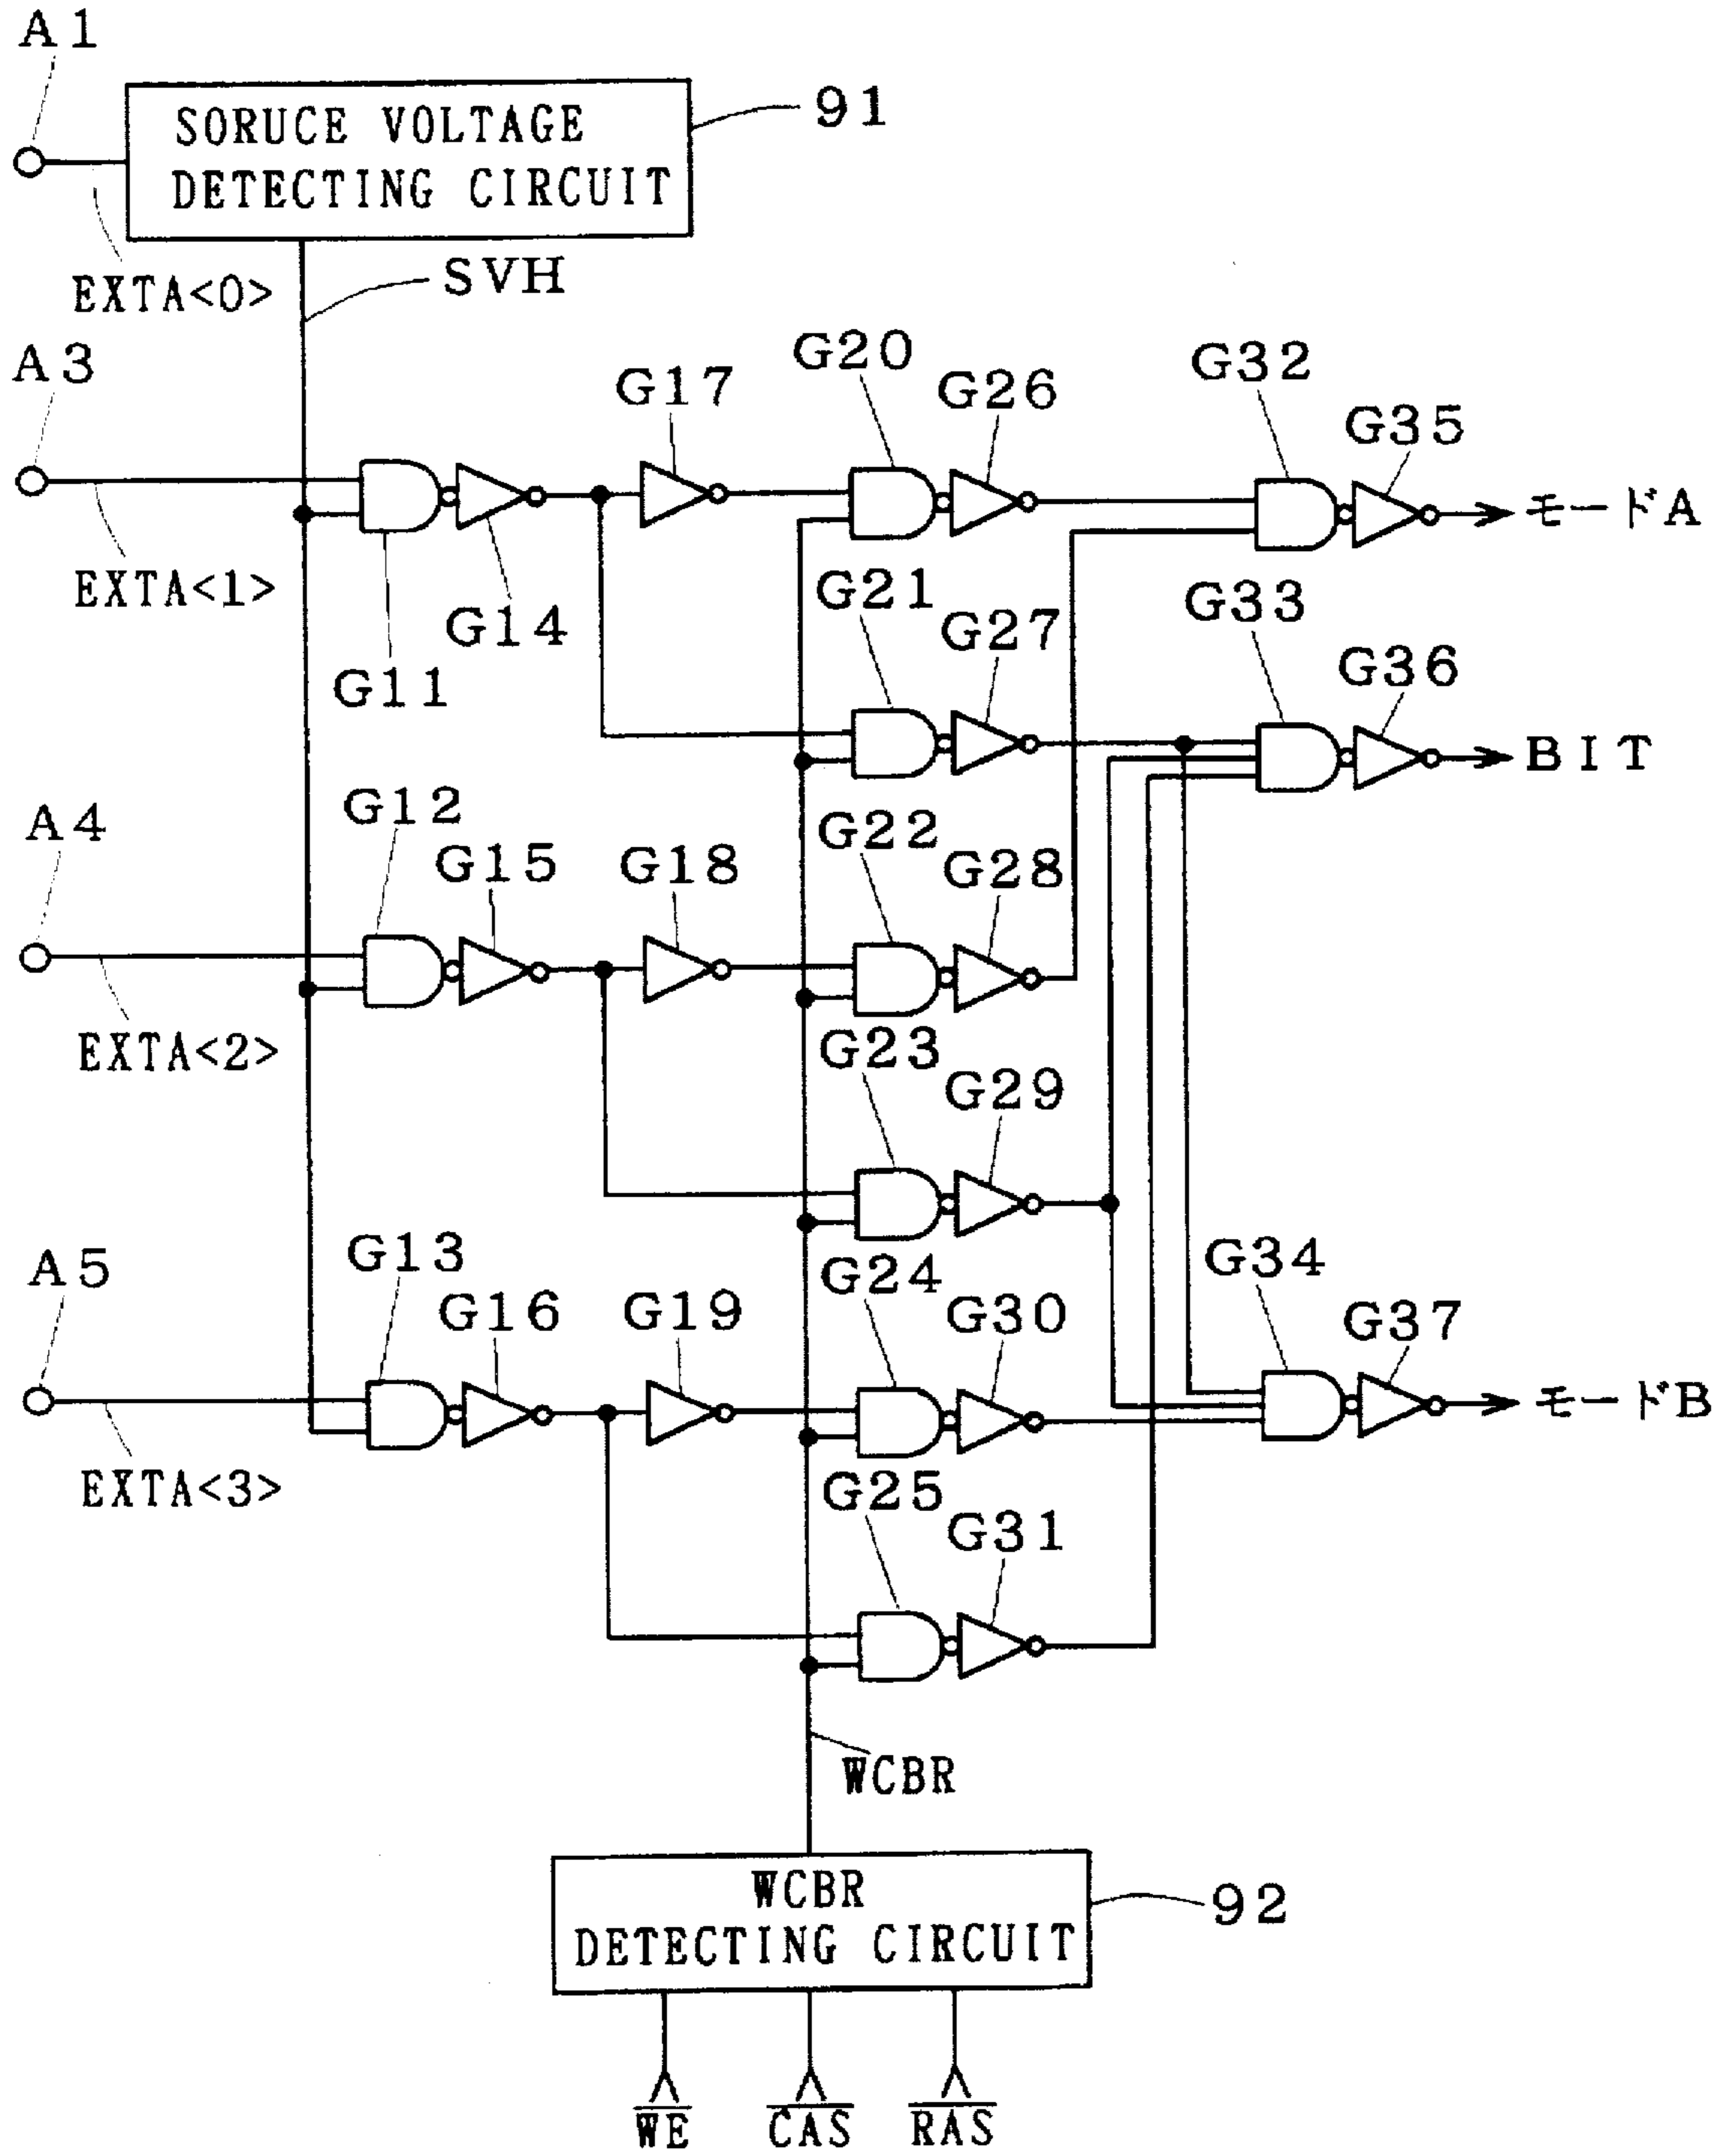 A1
SORUCE VOLTAGE
DETECTING CIRCUIT
91
EXTA<0>
SVH
A3
G17
G20
G26
G32
G35
モードA
EXTA<1>
G14
G11
G21
G27
G33
G36
BIT
A4
G12
G15
G18
G22
G28
EXTA<2>
G23
G29
A5
G13
G16
G19
G24
G30
G34
G37
モードB
EXTA<3>
G25
G31
WCBR
WCBR
DETECTING CIRCUIT
92
WE
CAS
RAS